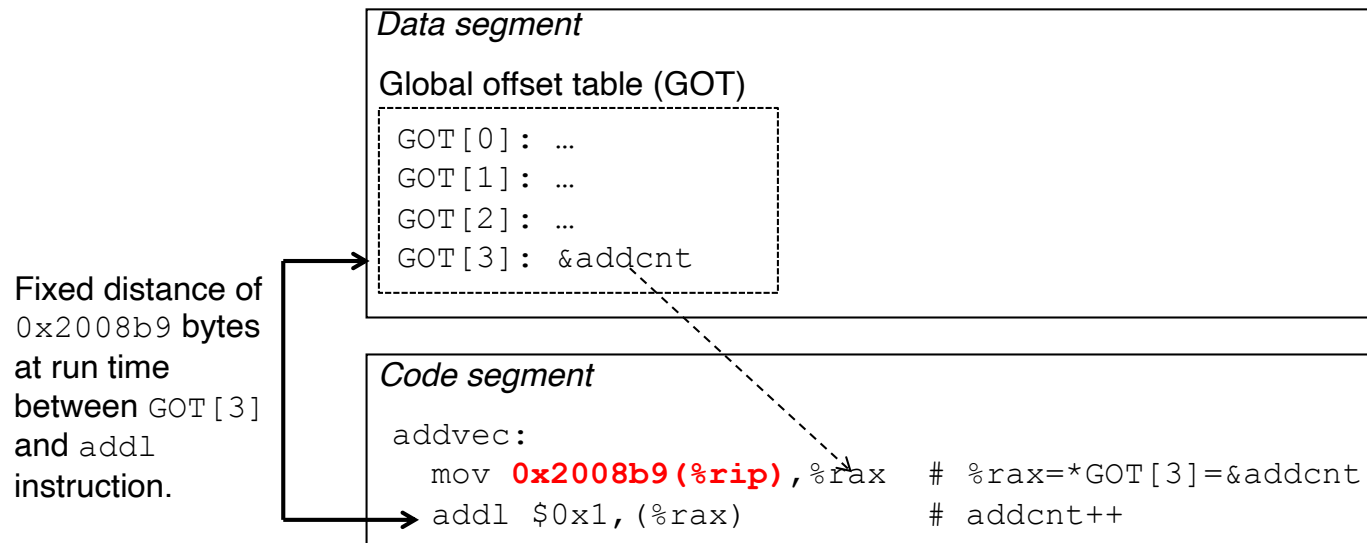 Data segment
Global offset table (GOT)
GOT[0]: …
GOT[1]: …
GOT[2]: …
GOT[3]: &addcnt
Fixed distance of
0x2008b9 bytes
at run time
between GOT[3]
and addl
instruction.
Code segment
addvec:
mov 0x2008b9(%rip),%rax # %rax=*GOT[3]=&addcnt
addl $0x1,(%rax) # addcnt++